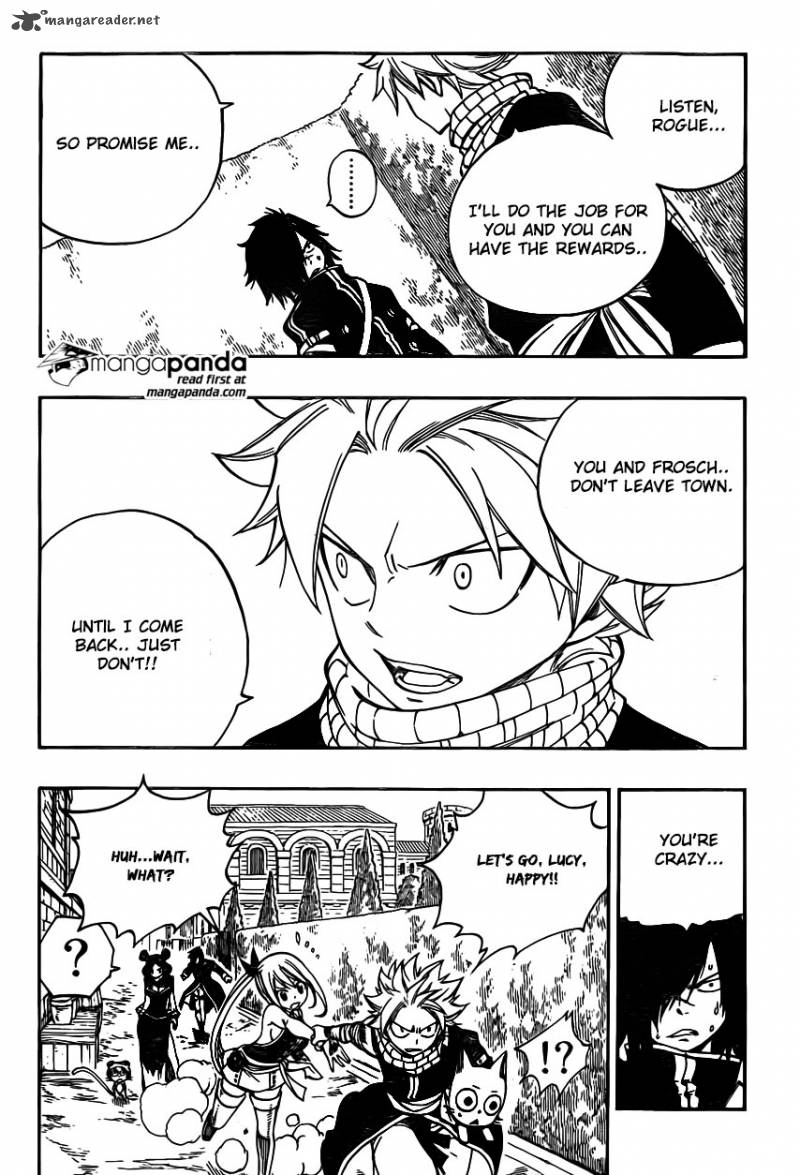 mangareader.net
LISTEN,
ROGUE...
I'LL DO THE JOB FOR
YOU AND YOU CAN
HAVE THE REWARDS..
........
SO PROMISE ME..
mangapanda
read first at
mangapanda.com
YOU AND FROSCH..
DON'T LEAVE TOWN.
UNTIL I COME
BACK.. JUST
DON'T!!
YOU'RE
CRAZY...
LET'S GO, LUCY,
HAPPY!!
HUH...WAIT,
WHAT?
?
...
!?